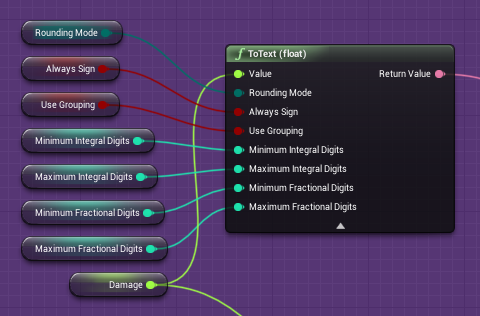 Rounding Mode
Always Sign
Use Grouping
Minimum Integral Digits
Maximum Integral Digits
Minimum Fractional Digits
Maximum Fractional Digits
Damage
ToText (float)
Value
Return Value
Rounding Mode
Always Sign
Use Grouping
Minimum Integral Digits
Maximum Integral Digits
Minimum Fractional Digits
Maximum Fractional Digits